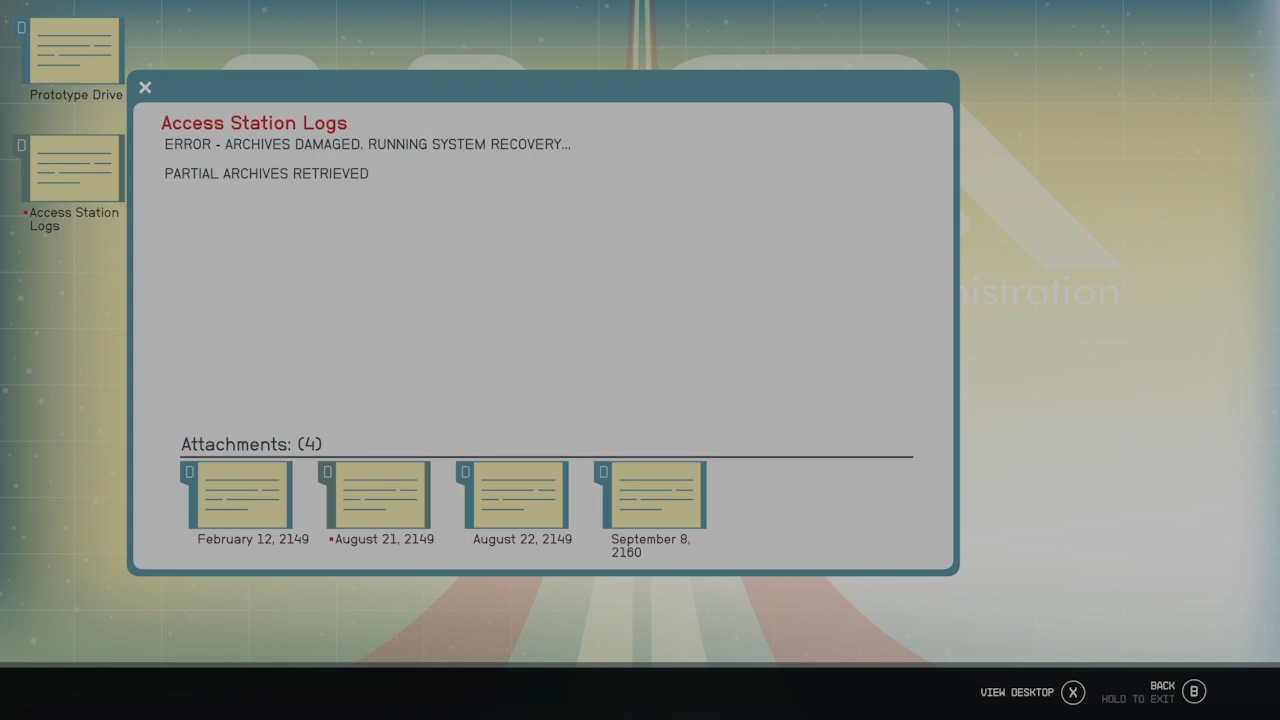 Prototype Drive
Access Station
Logs
Access Station Logs
ERROR - ARCHIVES DAMAGED. RUNNING SYSTEM RECOVERY...
PARTIAL ARCHIVES RETRIEVED
nistration
Attachments: (4)
February 12, 2149
August 21, 2149
August 22, 2149
September 8,
2160
VIEW DESKTOP X
BACK B
HOLD TO EXIT